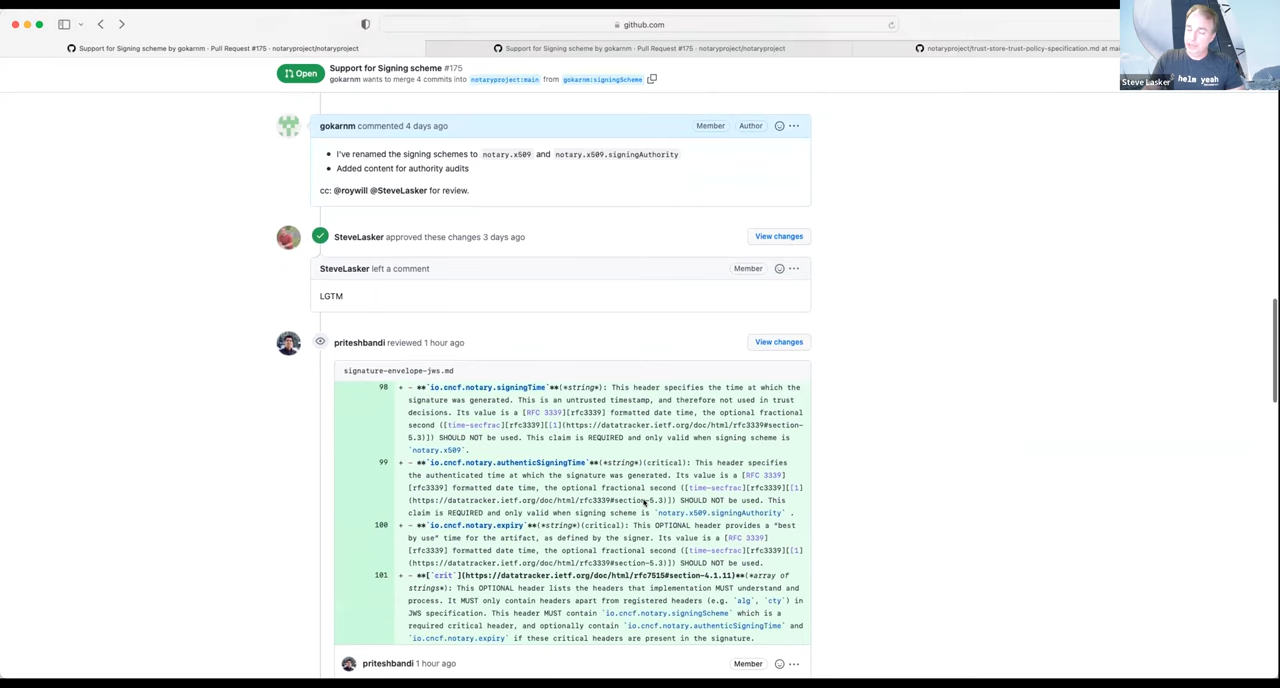 github.com
Support for Signing scheme by gokarnm · Pull Request #175 · notaryproject/notaryproject
Support for Signing scheme by gokarnm · Pull Request #175 · notaryproject/notaryproject
notaryproject/trust-store-trust-policy-specification.md at mai
helm yeah
Steve Lasker
Open
Support for Signing scheme #175
gokarnm wants to merge 4 commits into notaryproject:main from gokarnm:signingScheme
gokarnm commented 4 days ago
Member
Author
• I've renamed the signing schemes to notary.x509 and notary.x509.signingAuthority
• Added content for authority audits
cc: @roywill @SteveLasker for review.
SteveLasker approved these changes 3 days ago
View changes
SteveLasker left a comment
Member
LGTM
priteshbandi reviewed 1 hour ago
View changes
signature-envelope-jws.md
98 + - **`io.cncf.notary.signingTime`**(*string*): This header specifies the time at which the
signature was generated. This is an untrusted timestamp, and therefore not used in trust
decisions. Its value is a [RFC 3339][rfc3339] formatted date time, the optional fractional
second ([time-secfrac][rfc3339][[1](https://datatracker.ietf.org/doc/html/rfc3339#section-
5.3)]) SHOULD NOT be used. This claim is REQUIRED and only valid when signing scheme is
`notary.x509`.
99 + - **`io.cncf.notary.authenticSigningTime`**(*string*)(critical): This header specifies
the authenticated time at which the signature was generated. Its value is a [RFC 3339]
[rfc3339] formatted date time, the optional fractional second ([time-secfrac][rfc3339][[1]
(https://datatracker.ietf.org/doc/html/rfc3339#section-5.3)]) SHOULD NOT be used. This
claim is REQUIRED and only valid when signing scheme is `notary.x509.signingAuthority` .
100 + - **`io.cncf.notary.expiry`**(*string*)(critical): This OPTIONAL header provides a “best
by use” time for the artifact, as defined by the signer. Its value is a [RFC 3339]
[rfc3339] formatted date time, the optional fractional second ([time-secfrac][rfc3339][[1]
(https://datatracker.ietf.org/doc/html/rfc3339#section-5.3)]) SHOULD NOT be used.
101 + - **[`crit`](https://datatracker.ietf.org/doc/html/rfc7515#section-4.1.11)**(*array of
strings*): This OPTIONAL header lists the headers that implementation MUST understand and
process. It MUST only contain headers apart from registered headers (e.g. `alg`, `cty`) in
JWS specification. This header MUST contain `io.cncf.notary.signingScheme` which is a
required critical header, and optionally contain `io.cncf.notary.authenticSigningTime` and
`io.cncf.notary.expiry` if these critical headers are present in the signature.
priteshbandi 1 hour ago
Member